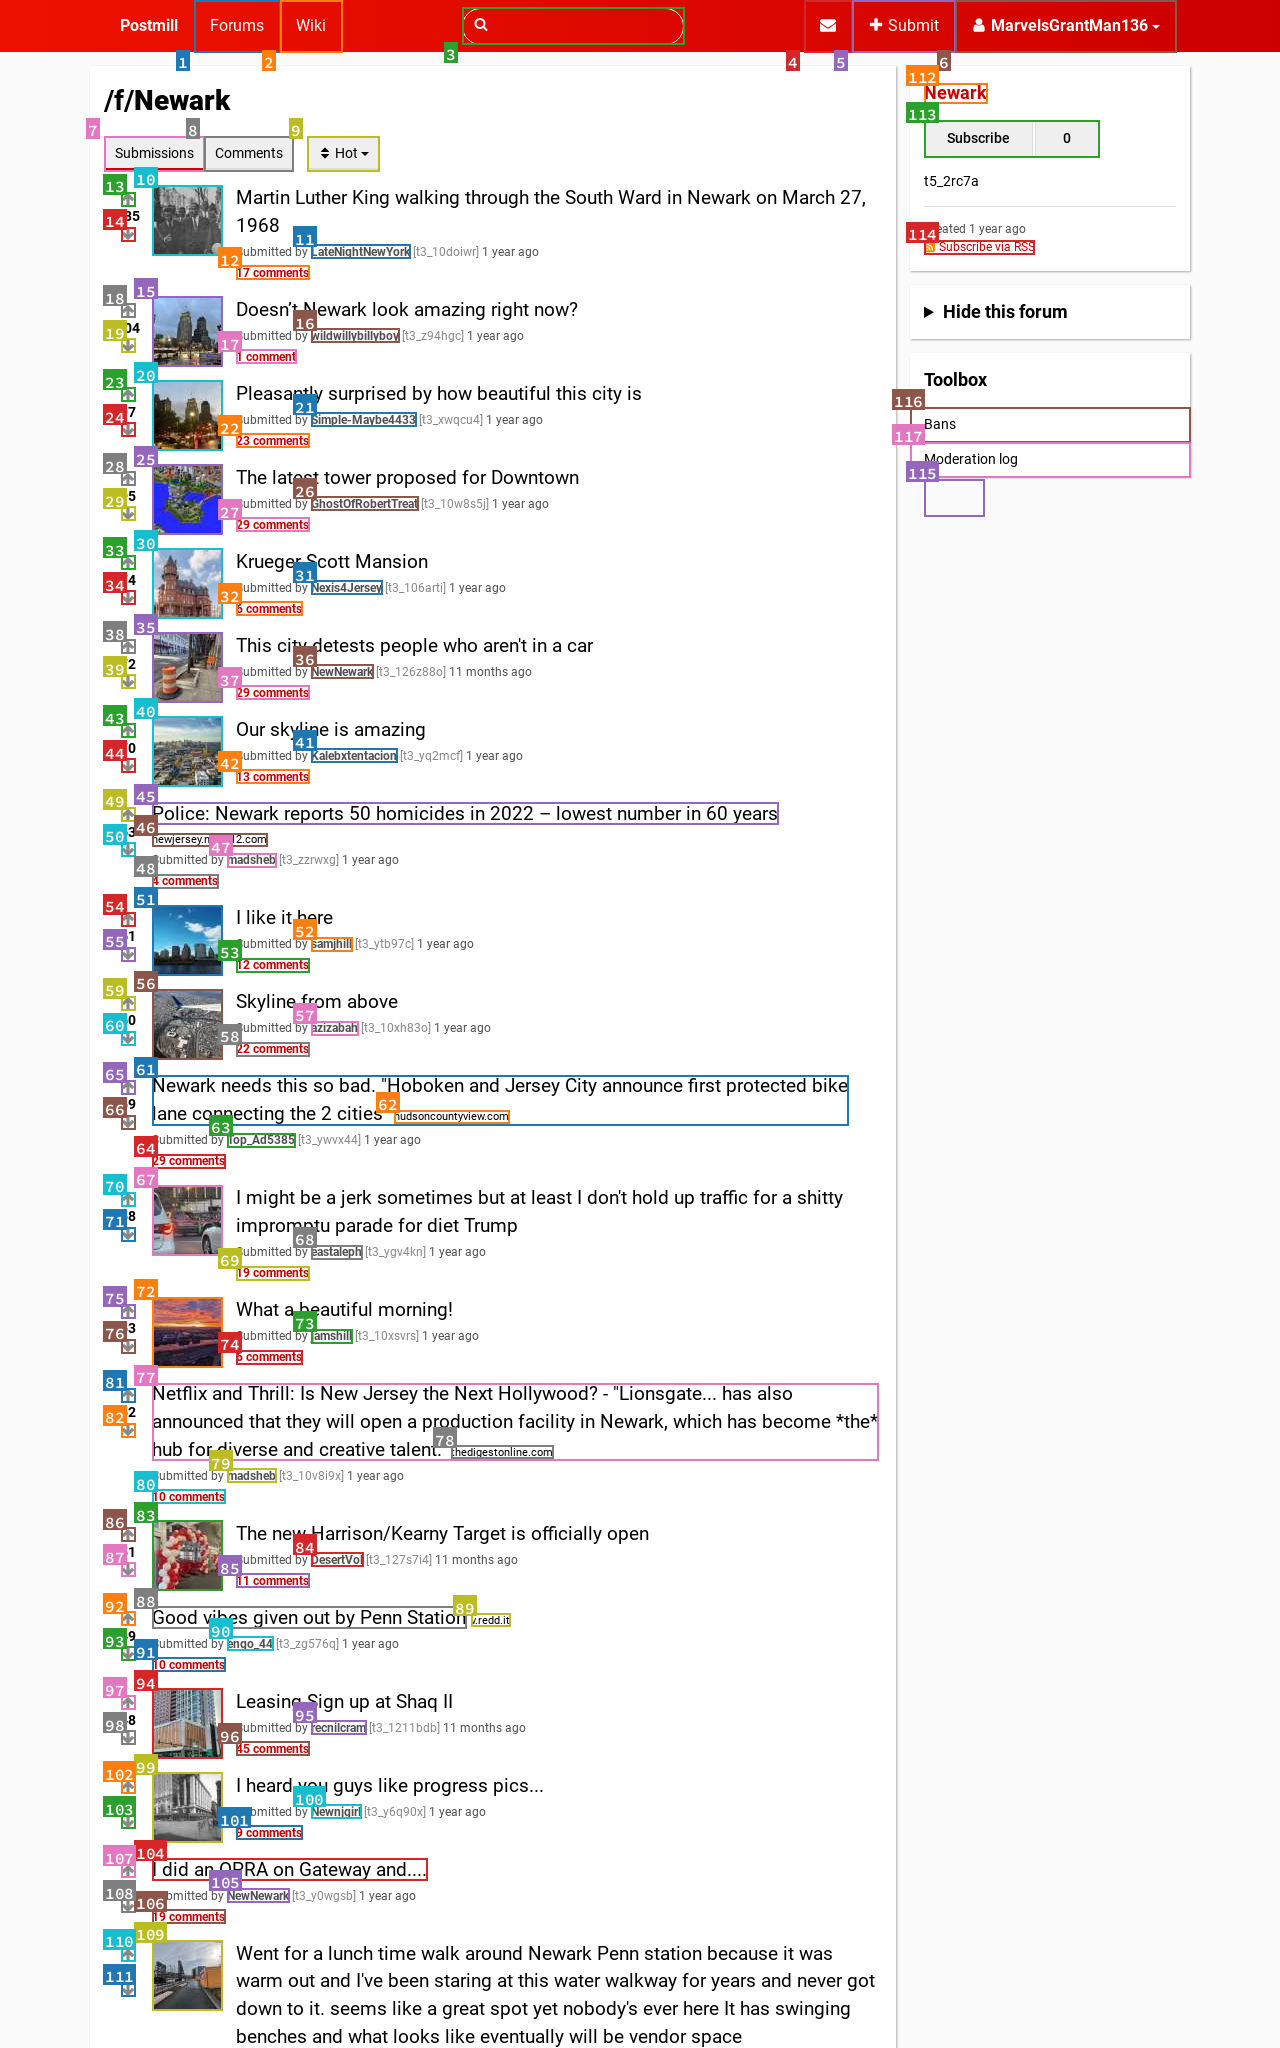 Postmill Forums Wiki Submit MarvelsGrantMan136
1 2 3 4 5 6
/f/Newark
7 8 9
Submissions Comments Hot
10 13 14 35
Martin Luther King walking through the South Ward in Newark on March 27,
1968
11 12
submitted by LateNightNewYork [t3_10doiwr] 1 year ago
17 comments
15 18 19 04
Doesn’t Newark look amazing right now?
16 17
submitted by wildwillybillyboy [t3_z94hgc] 1 year ago
1 comment
20 23 24 7
Pleasantly surprised by how beautiful this city is
21 22
submitted by Simple-Maybe4433 [t3_xwqcu4] 1 year ago
23 comments
25 28 29 5
The latest tower proposed for Downtown
26 27
submitted by GhostOfRobertTreat [t3_10w8s5j] 1 year ago
29 comments
30 33 34 4
Krueger Scott Mansion
31 32
submitted by Nexis4Jersey [t3_106arti] 1 year ago
6 comments
35 38 39 2
This city detests people who aren't in a car
36 37
submitted by NewNewark [t3_126z88o] 11 months ago
29 comments
40 43 44 0
Our skyline is amazing
41 42
submitted by Kalebxtentacion [t3_yq2mcf] 1 year ago
13 comments
45 49 50 3
Police: Newark reports 50 homicides in 2022 – lowest number in 60 years
46 47 48
submitted by madsheb [t3_zzrwxg] 1 year ago
4 comments
51 54 55 1
I like it here
52 53
submitted by samjhill [t3_ytb97c] 1 year ago
12 comments
56 59 60 0
Skyline from above
57 58
submitted by azizabah [t3_10xh83o] 1 year ago
22 comments
61 65 66 9
Newark needs this so bad. "Hoboken and Jersey City announce first protected bike
lane connecting the 2 cities hudsoncountyview.com
62 63 64
submitted by Top_Ad5385 [t3_ywvx44] 1 year ago
29 comments
67 70 71 8
I might be a jerk sometimes but at least I don't hold up traffic for a shitty
impromptu parade for diet Trump
68 69
submitted by eastaleph [t3_ygv4kn] 1 year ago
19 comments
72 75 76 3
What a beautiful morning!
73 74
submitted by jamshill [t3_10xsvrs] 1 year ago
6 comments
77 81 82 2
Netflix and Thrill: Is New Jersey the Next Hollywood? - "Lionsgate... has also
announced that they will open a production facility in Newark, which has become *the*
hub for diverse and creative talent. thedigestonline.com
78 79 80
submitted by madsheb [t3_10v8i9x] 1 year ago
10 comments
83 86 87 1
The new Harrison/Kearny Target is officially open
84 85
submitted by DesertVol [t3_127s7i4] 11 months ago
11 comments
88 92 93 9
Good vibes given out by Penn Station v.redd.it
89 90 91
submitted by engo_44 [t3_zg576q] 1 year ago
10 comments
94 97 98 8
Leasing Sign up at Shaq II
95 96
submitted by recnilcram [t3_1211bdb] 11 months ago
45 comments
99 102 103
I heard you guys like progress pics...
100 101
submitted by Newnjgirl [t3_y6q90x] 1 year ago
9 comments
104 107 108
I did an OPRA on Gateway and....
105 106
submitted by NewNewark [t3_y0wgsb] 1 year ago
19 comments
109 110 111
Went for a lunch time walk around Newark Penn station because it was
warm out and I've been staring at this water walkway for years and never got
down to it. seems like a great spot yet nobody's ever here It has swinging
benches and what looks like eventually will be vendor space
112
Newark
113
Subscribe 0
t5_2rc7a
114
Created 1 year ago
Subscribe via RSS
Hide this forum
Toolbox
116
Bans
117
Moderation log
115